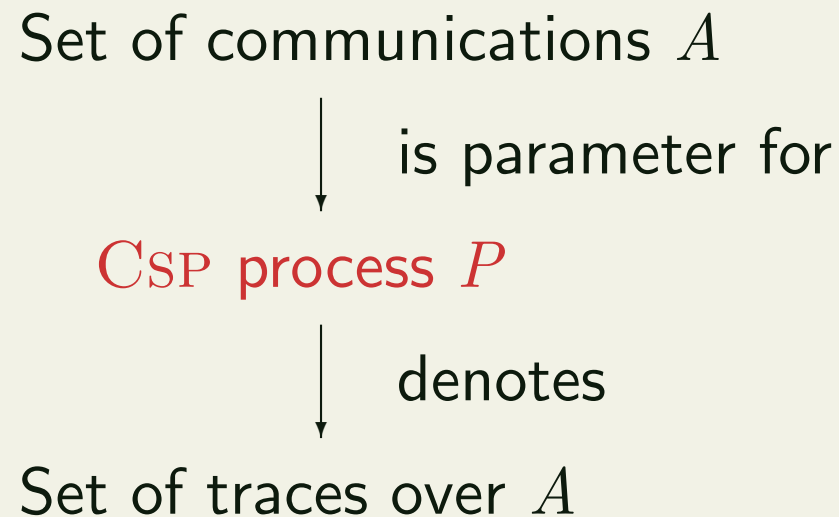 Set of communications A
is parameter for
CSP process P
denotes
Set of traces over A